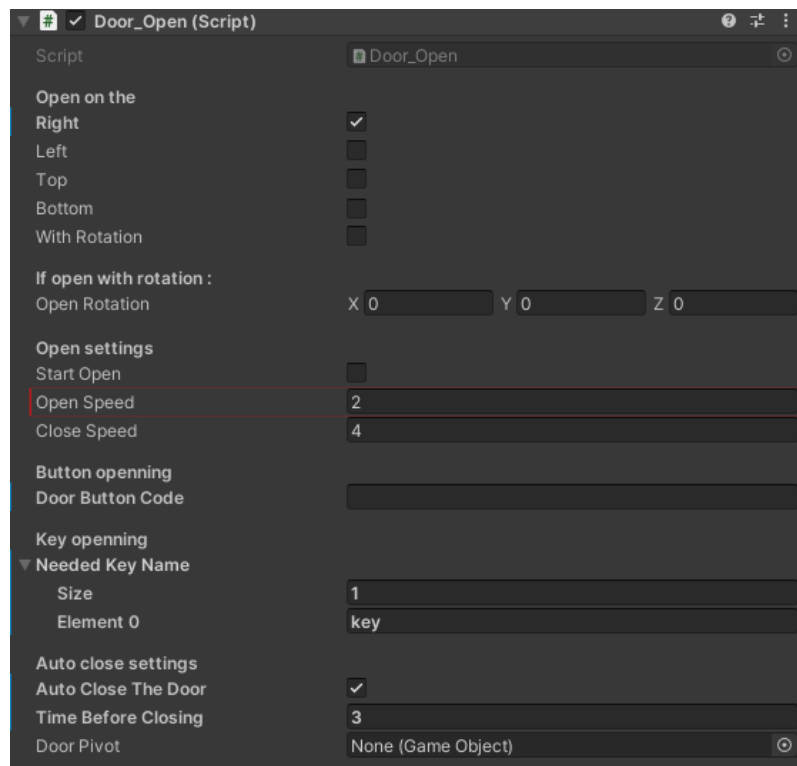 # Door_Open (Script)
Script Door_Open
Open on the
Right
Left
Top
Bottom
With Rotation
If open with rotation :
Open Rotation X 0 Y 0 Z 0
Open settings
Start Open
Open Speed 2
Close Speed 4
Button openning
Door Button Code
Key openning
Needed Key Name
Size 1
Element 0 key
Auto close settings
Auto Close The Door
Time Before Closing 3
Door Pivot None (Game Object)